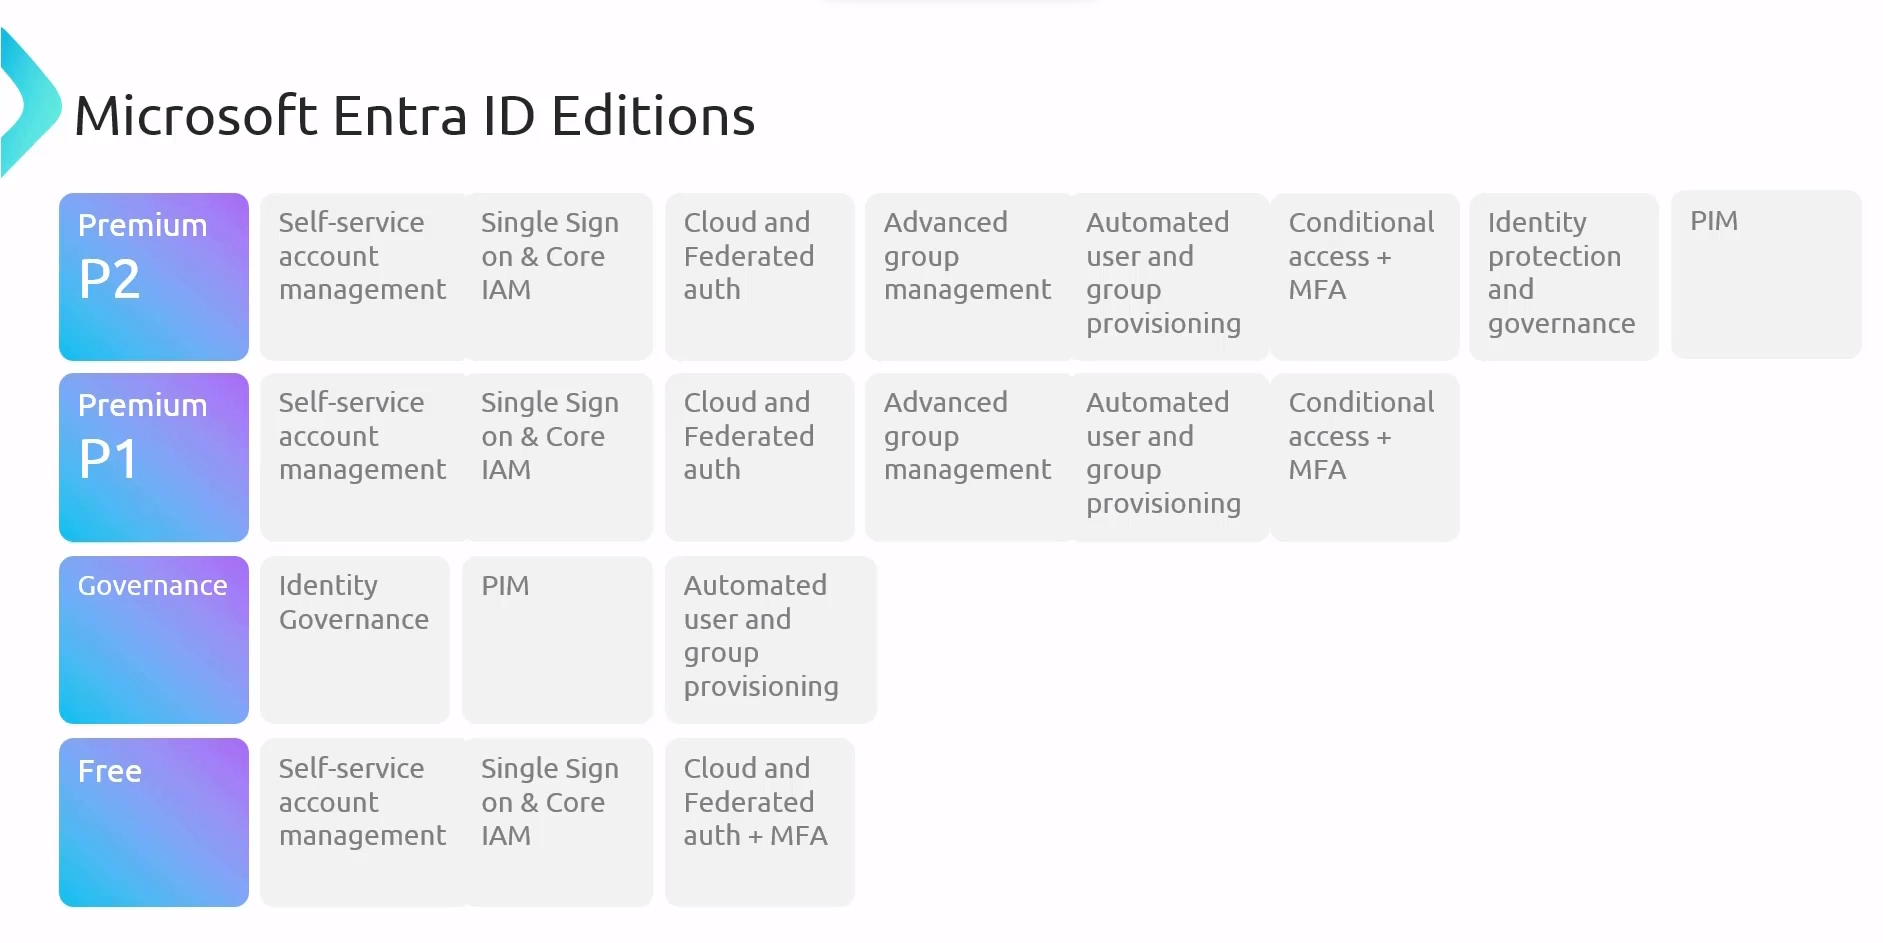 Microsoft Entra ID Editions
Premium
P2
Self-service
account
management
Single Sign
on & Core
IAM
Cloud and
Federated
auth
Advanced
group
management
Automated
user and
group
provisioning
Conditional
access +
MFA
Identity
protection
and
governance
PIM
Premium
P1
Self-service
account
management
Single Sign
on & Core
IAM
Cloud and
Federated
auth
Advanced
group
management
Automated
user and
group
provisioning
Conditional
access +
MFA
Governance
Identity
Governance
PIM
Automated
user and
group
provisioning
Free
Self-service
account
management
Single Sign
on & Core
IAM
Cloud and
Federated
auth + MFA